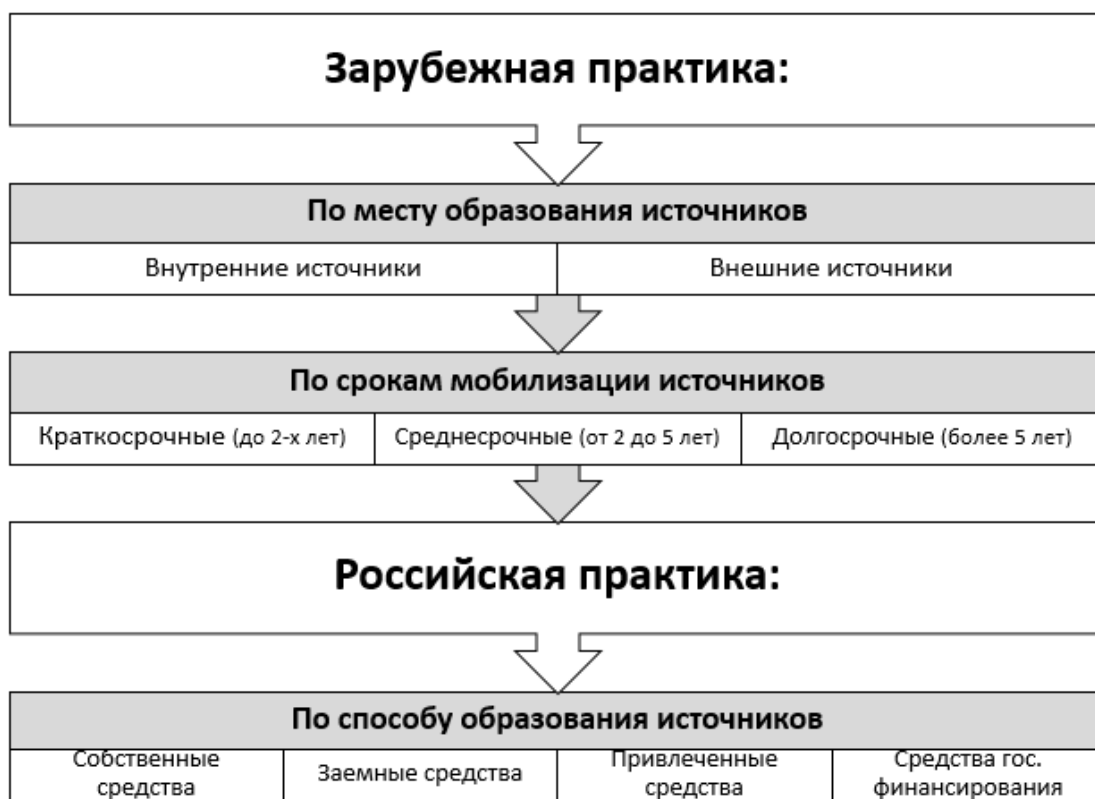 Зарубежная практика:
По месту образования источников
Внутренние источники
Внешние источники
По срокам мобилизации источников
Краткосрочные (до 2-х лет)
Среднесрочные (от 2 до 5 лет)
Долгосрочные (более 5 лет)
Российская практика:
По способу образования источников
Собственные
средства
Заемные средства
Привлеченные
средства
Средства гос.
финансирования